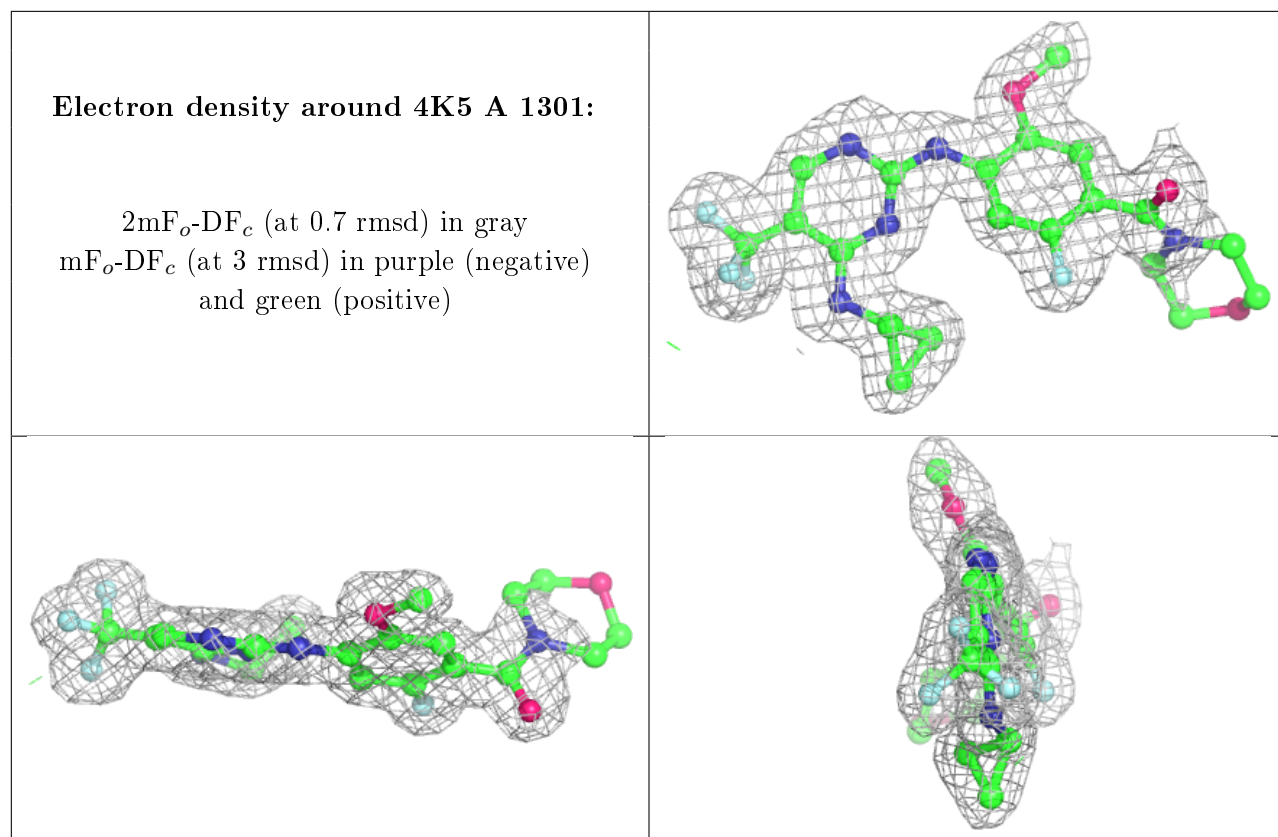 Electron density around 4K5 A 1301:
2mFo-DFc (at 0.7 rmsd) in gray
mFo-DFc (at 3 rmsd) in purple (negative)
and green (positive)